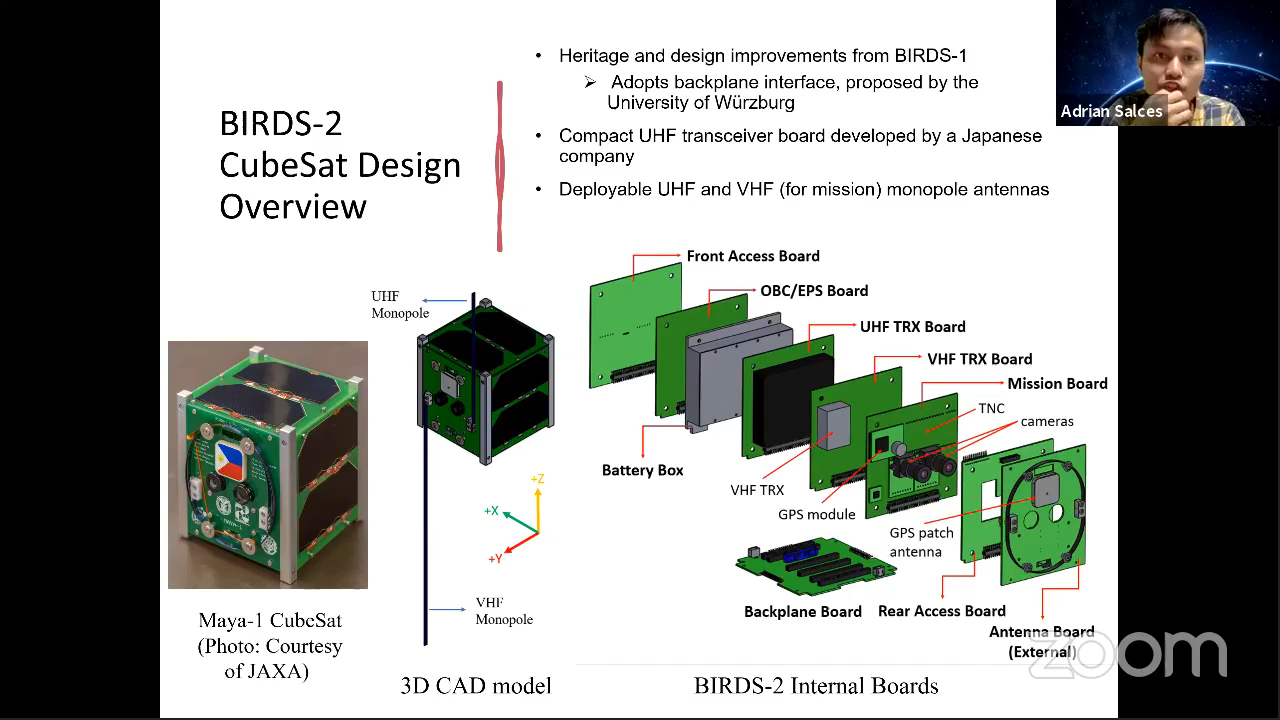 BIRDS-2
CubeSat Design
Overview
• Heritage and design improvements from BIRDS-1
➢ Adopts backplane interface, proposed by the
University of Würzburg
• Compact UHF transceiver board developed by a Japanese
company
• Deployable UHF and VHF (for mission) monopole antennas
Adrian Salces
Maya-1 CubeSat
(Photo: Courtesy
of JAXA)
UHF
Monopole
+Z
+X
+Y
VHF
Monopole
3D CAD model
Front Access Board
OBC/EPS Board
UHF TRX Board
VHF TRX Board
Mission Board
TNC
cameras
Battery Box
VHF TRX
GPS module
GPS patch
antenna
Backplane Board
Rear Access Board
Antenna Board
(External)
BIRDS-2 Internal Boards
zoom